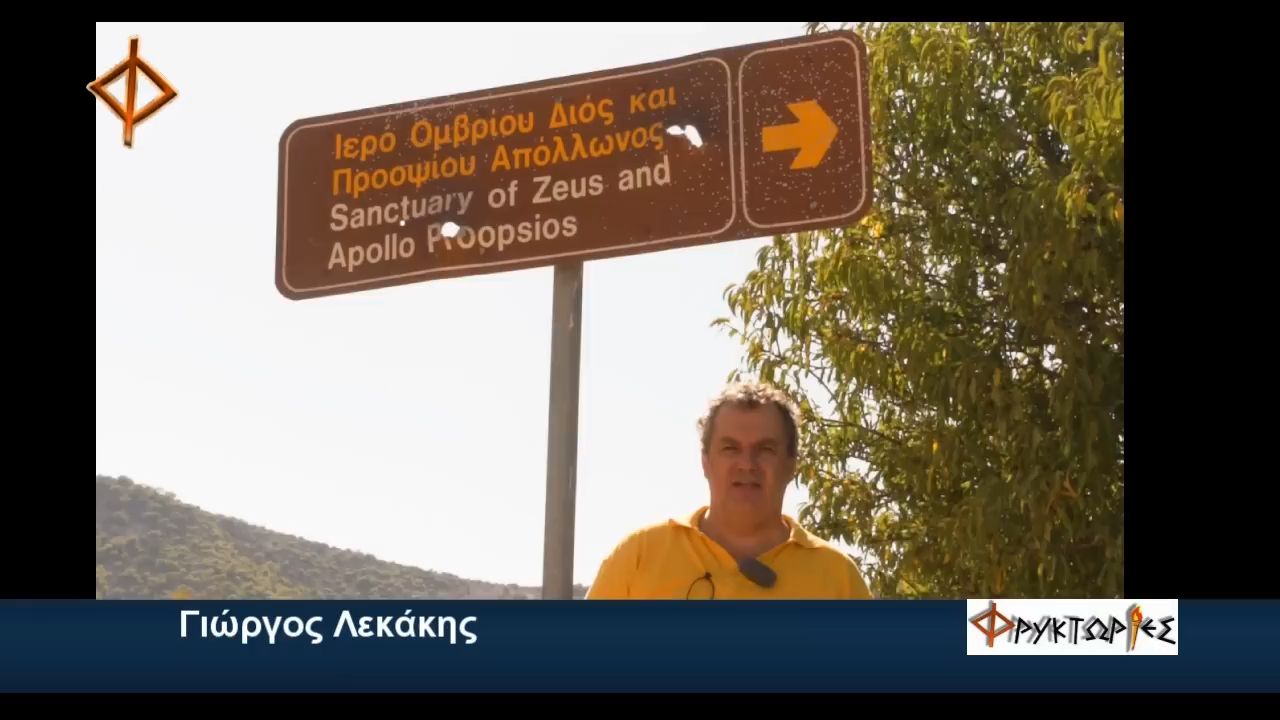 Ιερό Ομβρίου Διός και
Προοψίου Απόλλωνος
Sanctuary of Zeus and
Apollo Proopsios
Γιώργος Λεκάκης
ΦΡΥΚΤΩΡΙΕΣ